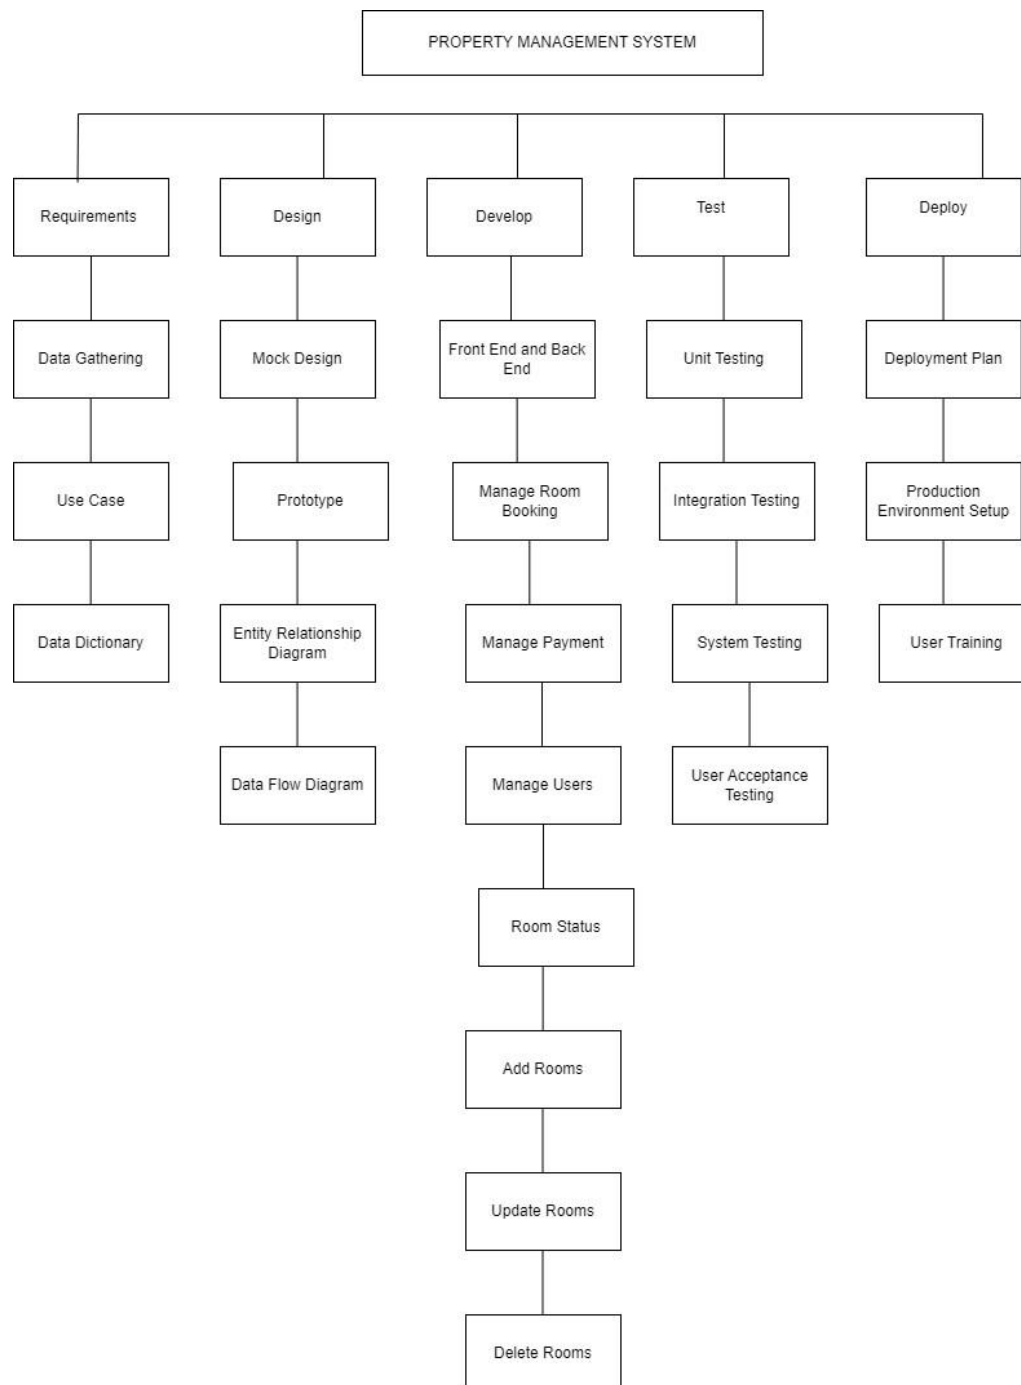 PROPERTY MANAGEMENT SYSTEM
Requirements
Design
Develop
Test
Deploy
Data Gathering
Mock Design
Front End and Back
End
Unit Testing
Deployment Plan
Use Case
Prototype
Manage Room
Booking
Integration Testing
Production
Environment Setup
Data Dictionary
Entity Relationship
Diagram
Manage Payment
System Testing
User Training
Data Flow Diagram
Manage Users
User Acceptance
Testing
Room Status
Add Rooms
Update Rooms
Delete Rooms